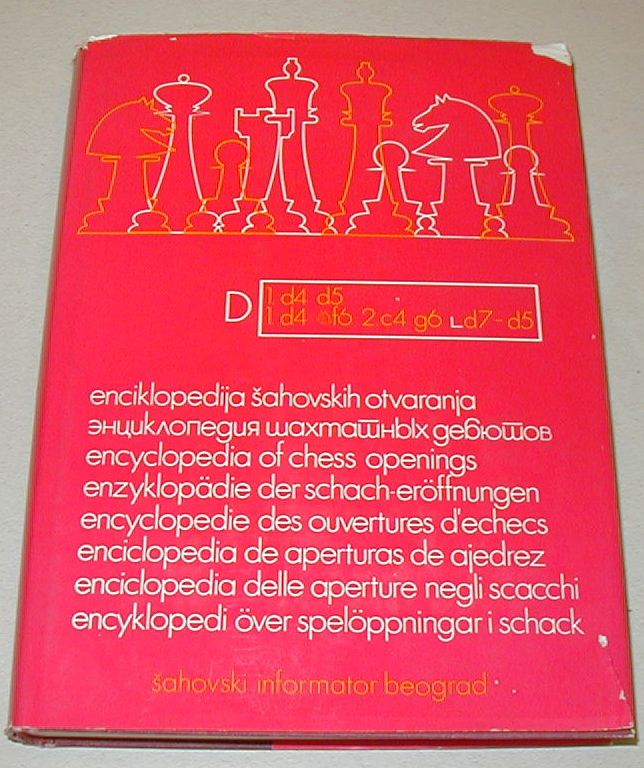 D
1 d4 d5
1 d4 ♘f6 2 c4 g6 ∟d7-d5
enciklopedija šahovskih otvaranja
энциклопедия шахматных дебютов
encyclopedia of chess openings
enzyklopädie der schach-eröffnungen
encyclopedie des ouvertures d'echecs
enciclopedia de aperturas de ajedrez
enciclopedia delle aperture negli scacchi
encyklopedi över spelöppningar i schack
šahovski informator beograd